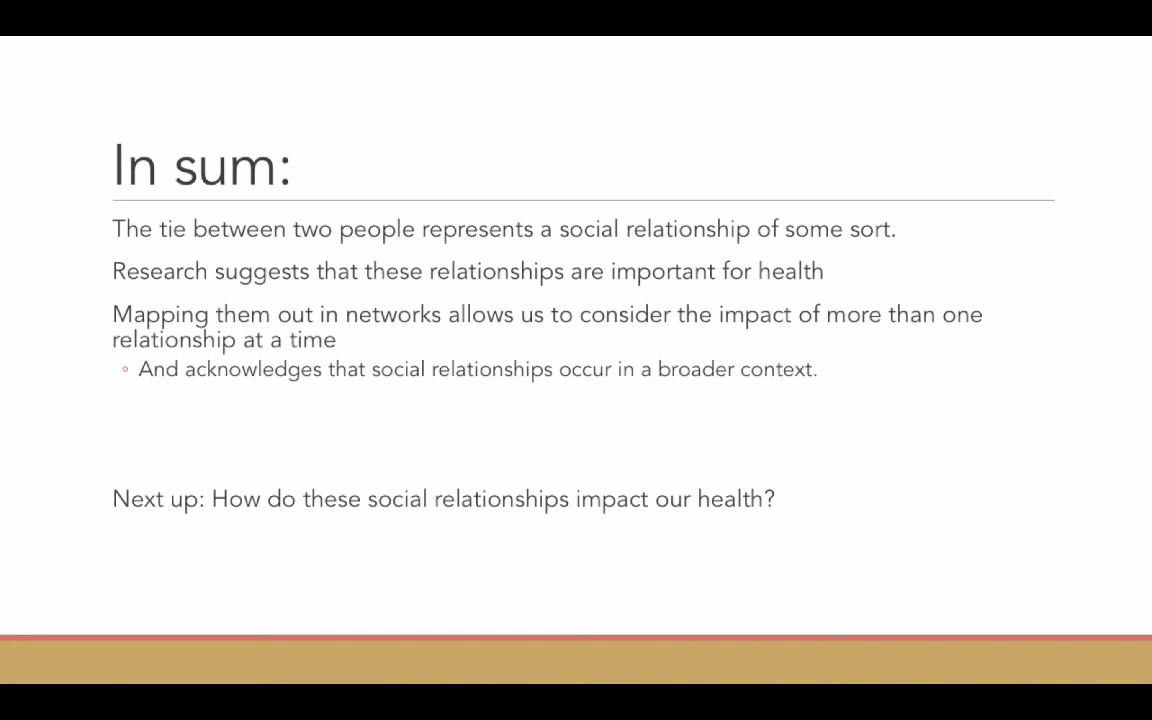 In sum:
The tie between two people represents a social relationship of some sort.
Research suggests that these relationships are important for health
Mapping them out in networks allows us to consider the impact of more than one
relationship at a time
◦ And acknowledges that social relationships occur in a broader context.
Next up: How do these social relationships impact our health?